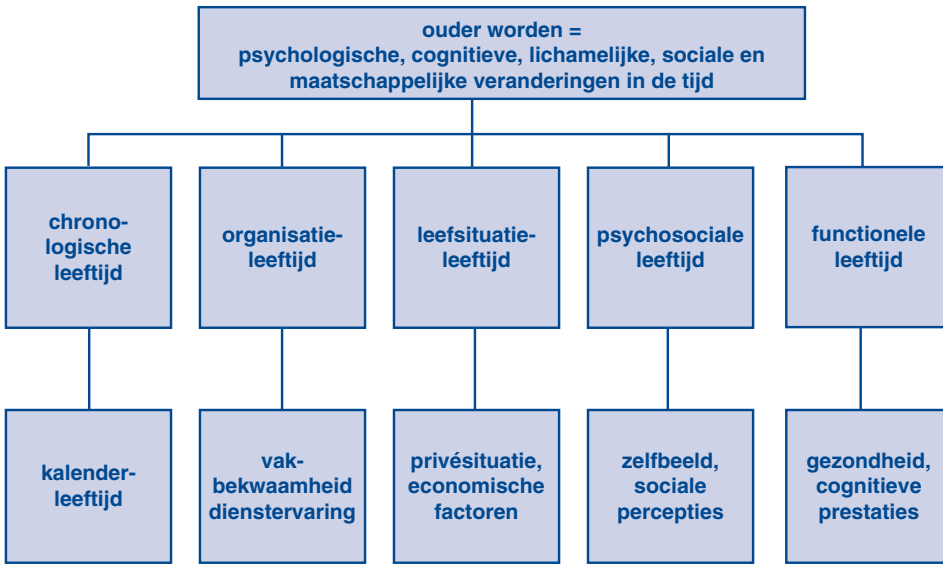 ouder worden =
psychologische, cognitieve, lichamelijke, sociale en
maatschappelijke veranderingen in de tijd
chrono-
logische
leeftijd
organisatie-
leeftijd
leefsituatie-
leeftijd
psychosociale
leeftijd
functionele
leeftijd
kalender-
leeftijd
vak-
bekwaamheid
dienstervaring
privésituatie,
economische
factoren
zelfbeeld,
sociale
percepties
gezondheid,
cognitieve
prestaties